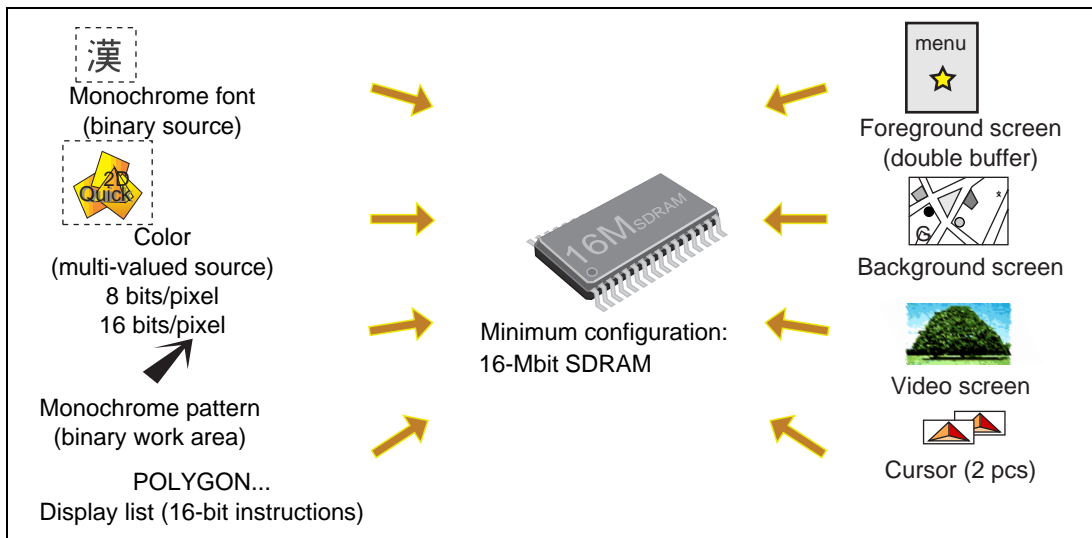 漢
Monochrome font
(binary source)
2D
Quick
Color
(multi-valued source)
8 bits/pixel
16 bits/pixel
Monochrome pattern
(binary work area)
POLYGON...
Display list (16-bit instructions)
16M SDRAM
Minimum configuration:
16-Mbit SDRAM
menu
Foreground screen
(double buffer)
G
Background screen
Video screen
Cursor (2 pcs)